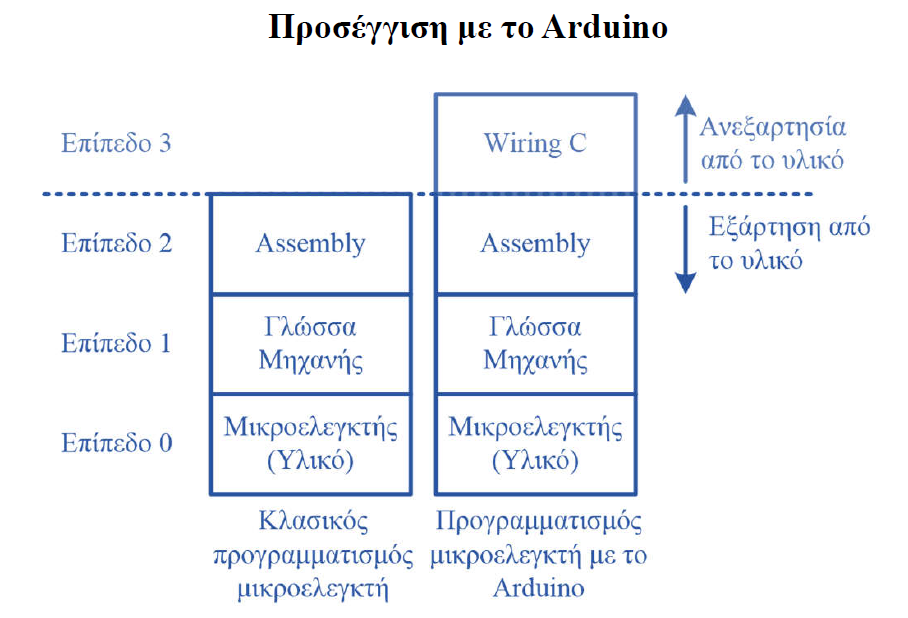 Προσέγγιση με το Arduino
Επίπεδο 3
Wiring C
Ανεξαρτησία
από το υλικό
Επίπεδο 2
Assembly
Assembly
Εξάρτηση από
το υλικό
Επίπεδο 1
Γλώσσα
Μηχανής
Γλώσσα
Μηχανής
Επίπεδο 0
Μικροελεγκτής
(Υλικό)
Μικροελεγκτής
(Υλικό)
Κλασικός
προγραμματισμός
μικροελεγκτή
Προγραμματισμός
μικροελεγκτή με το
Arduino